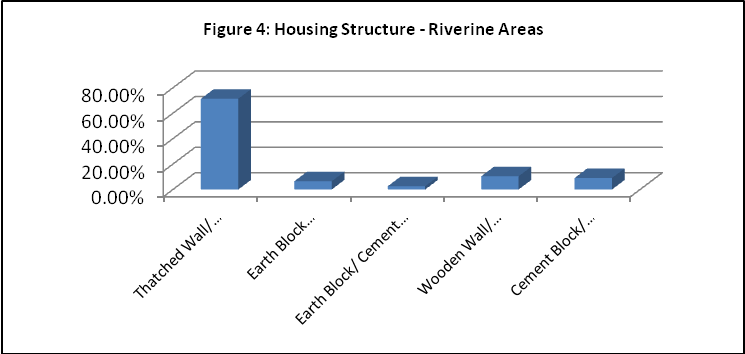 Figure 4: Housing Structure - Riverine Areas
80.00%
60.00%
40.00%
20.00%
0.00%
Thatched Wall/...
Earth Block...
Earth Block/ Cement...
Wooden Wall/...
Cement Block/...